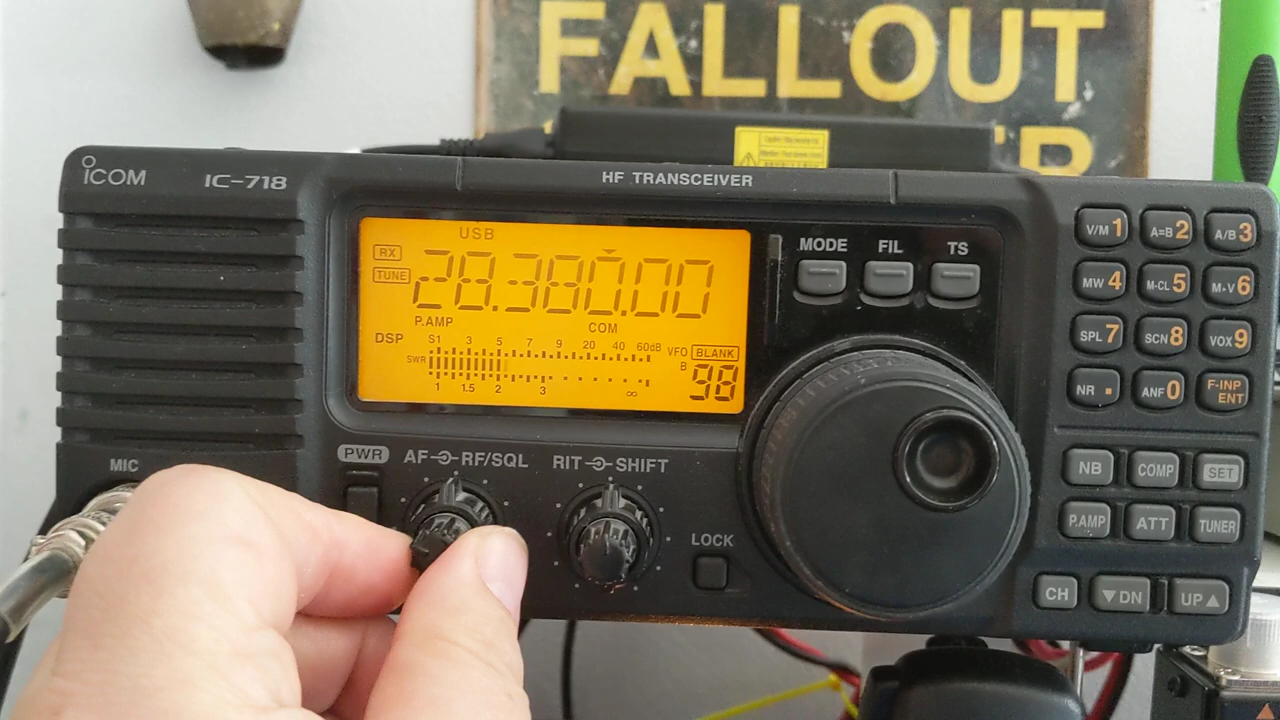 FALLOUT
ICOM
IC-718
HF TRANSCEIVER
USB
RX
28.380.00
TUNE
P.AMP
COM
DSP
S1 3 5 7 9 20 40 60dB
SWR
1 1.5 2 3 ∞
VFO BLANK
B
98
MODE FIL TS
V/M 1 A=B 2 A/B 3
MW 4 M-CL 5 M▸V 6
SPL 7 SCN 8 VOX 9
NR . ANF 0 F-INP ENT
PWR
AF RF/SQL
RIT SHIFT
MIC
LOCK
NB COMP SET
P.AMP ATT TUNER
CH ▼DN UP▲